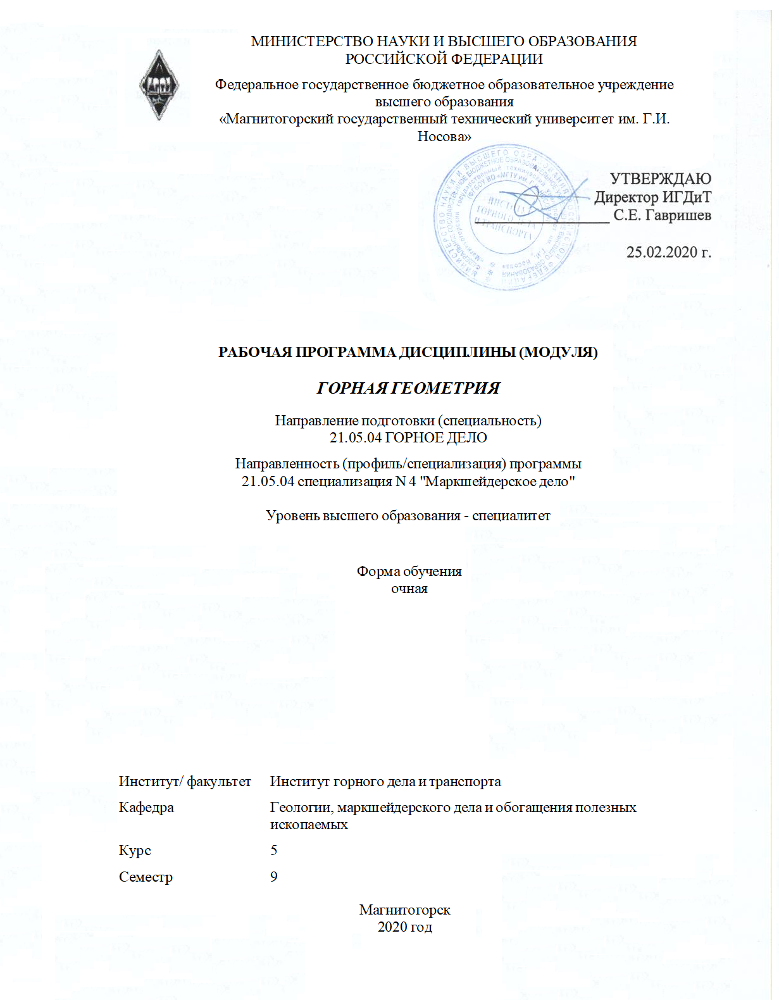 МИНИСТЕРСТВО НАУКИ И ВЫСШЕГО ОБРАЗОВАНИЯ
РОССИЙСКОЙ ФЕДЕРАЦИИ
Федеральное государственное бюджетное образовательное учреждение
высшего образования
«Магнитогорский государственный технический университет им. Г.И.
Носова»
УТВЕРЖДАЮ
Директор ИГДиТ
С.Е. Гавришев
25.02.2020 г.
РАБОЧАЯ ПРОГРАММА ДИСЦИПЛИНЫ (МОДУЛЯ)
ГОРНАЯ ГЕОМЕТРИЯ
Направление подготовки (специальность)
21.05.04 ГОРНОЕ ДЕЛО
Направленность (профиль/специализация) программы
21.05.04 специализация N 4 "Маркшейдерское дело"
Уровень высшего образования - специалитет
Форма обучения
очная
Институт/ факультет Институт горного дела и транспорта
Кафедра Геологии, маркшейдерского дела и обогащения полезных
ископаемых
Курс 5
Семестр 9
Магнитогорск
2020 год